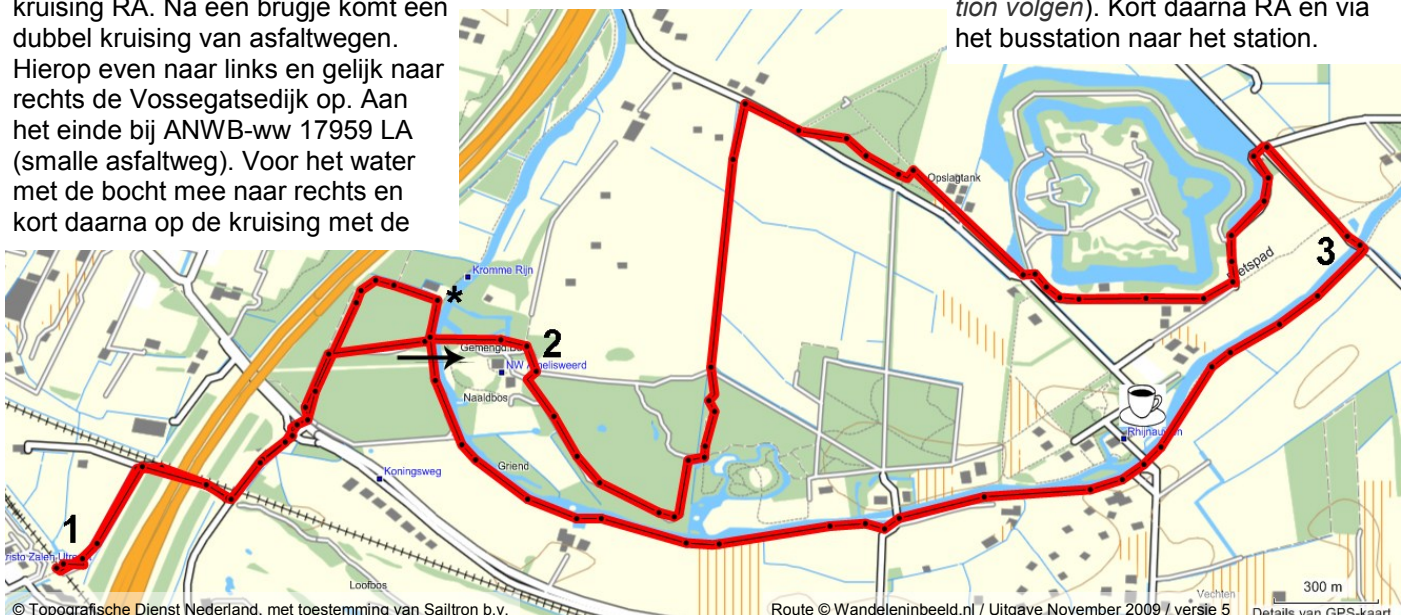 kruising RA. Na een brugje komt een
dubbel kruising van asfaltwegen.
Hierop even naar links en gelijk naar
rechts de Vossegatsedijk op. Aan
het einde bij ANWB-ww 17959 LA
(smalle asfaltweg). Voor het water
met de bocht mee naar rechts en
kort daarna op de kruising met de
tion volgen). Kort daarna RA en via
het busstation naar het station.
Opslagtank
Kromme Rijn
*
2
NW Amelisweerd
Naaldbos
Griend
Koningsweg
1
Loofbos
3
Rhijnauwen
Vechten
300 m
© Topografische Dienst Nederland, met toestemming van Sailtron b.v.
Route © Wandeleninbeeld.nl / Uitgave November 2009 / versie 5
Details van GPS-kaart